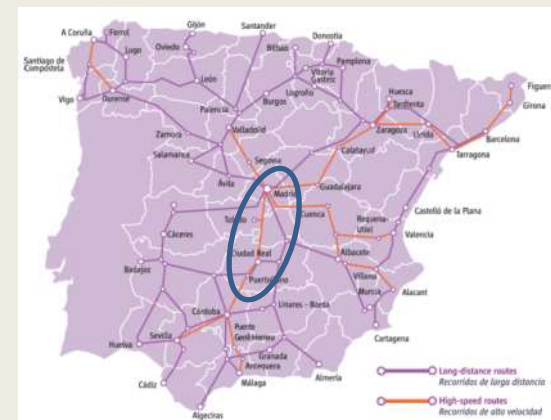 Gijón
Santander
A Coruña
Ferrol
Oviedo
Bilbao
Donostia
Lugo
Santiago de
Compostela
León
Vitoria
Gasteiz
Pamplona
Vigo
Ourense
Palencia
Burgos
Logroño
Huesca
Tardienta
Figueres
Girona
Zamora
Valladolid
Zaragoza
Lleida
Barcelona
Tarragona
Salamanca
Segovia
Calatayud
Ávila
Madrid
Guadalajara
Toledo
Cuenca
Requena-
Utiel
Castelló de la Plana
Valencia
Cáceres
Ciudad Real
Albacete
Badajoz
Puertollano
Villena
Alacant
Murcia
Córdoba
Linares - Baeza
Cartagena
Sevilla
Puente
Genil Herrera
Huelva
Granada
Antequera
Almería
Málaga
Cádiz
Algeciras
Long-distance routes
Recorridos de larga distancia
High-speed routes
Recorridos de alta velocidad